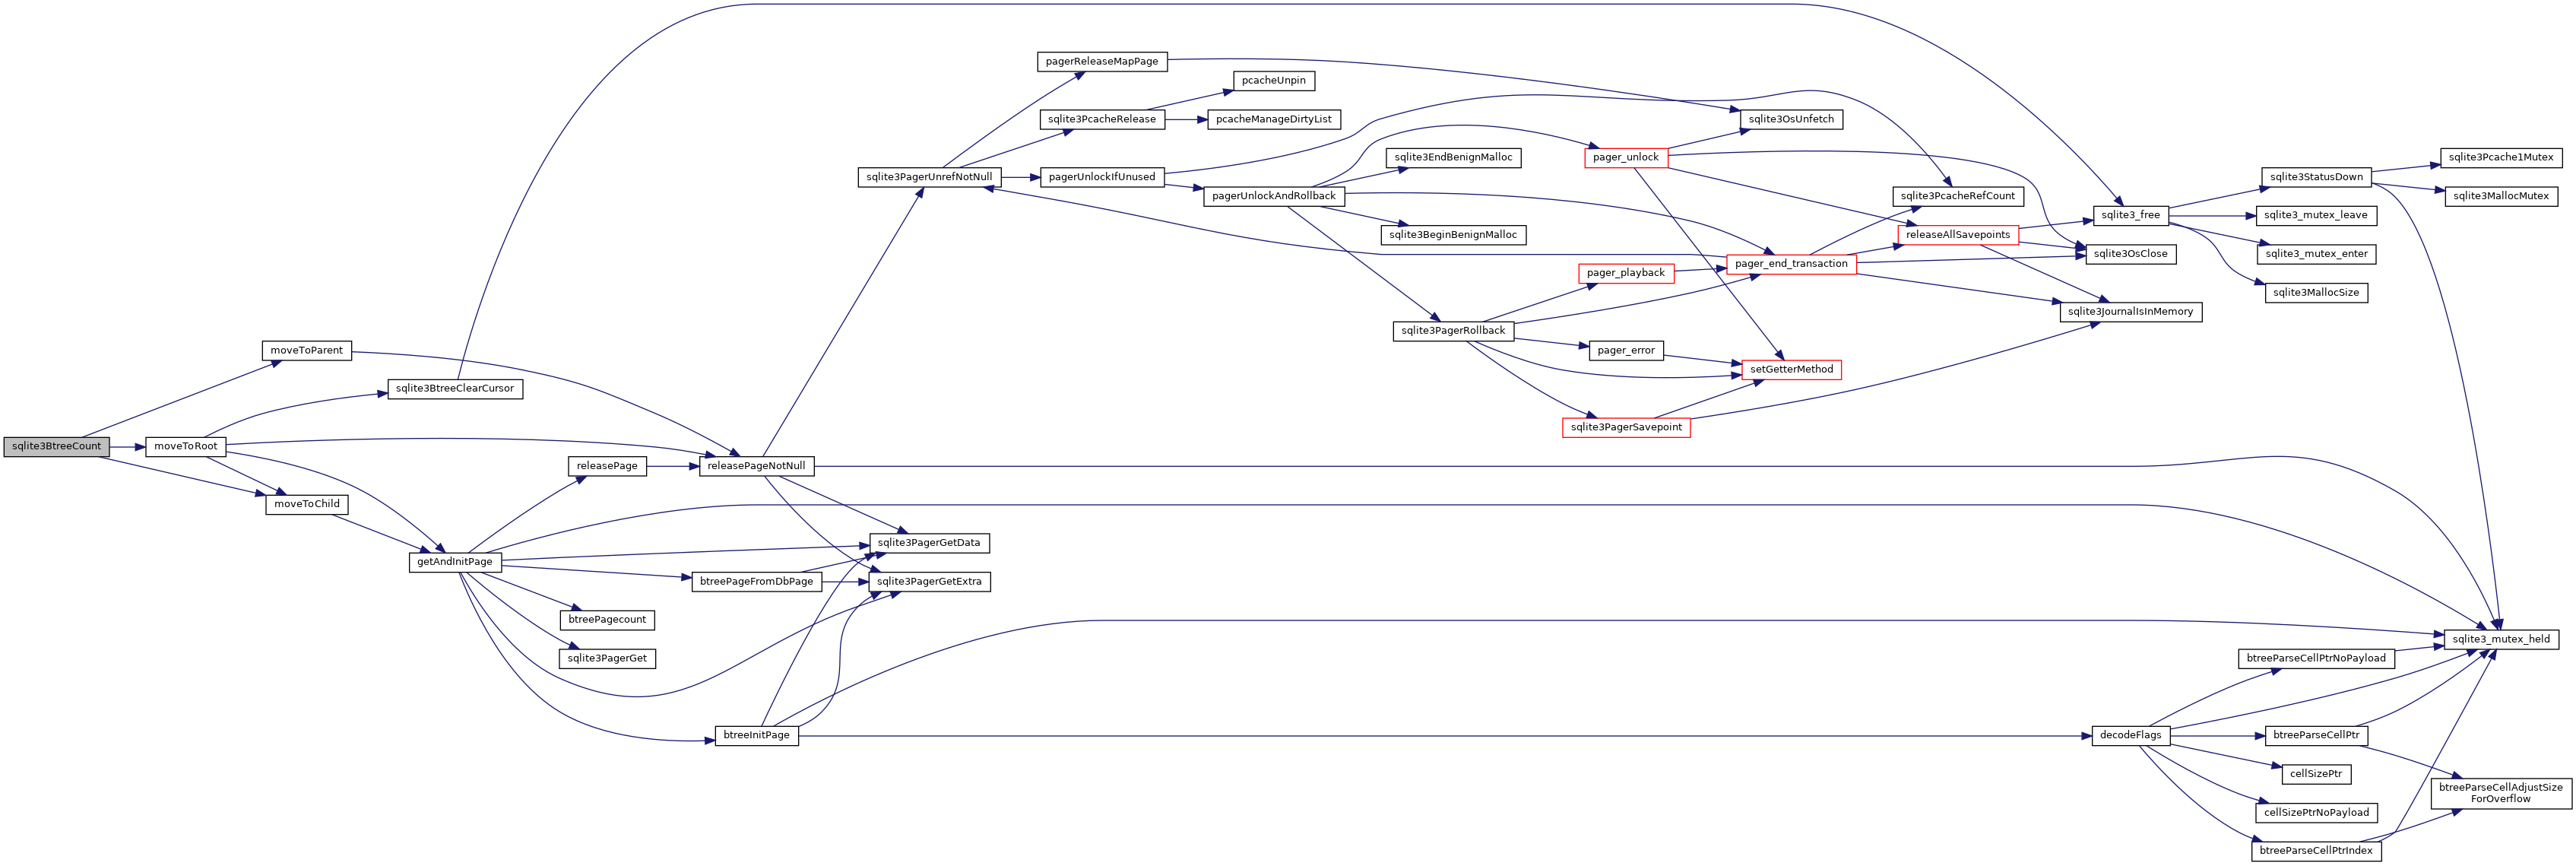 sqlite3BtreeCount
moveToParent
moveToRoot
moveToChild
sqlite3BtreeClearCursor
getAndInitPage
releasePage
btreePagecount
sqlite3PagerGet
releasePageNotNull
btreePageFromDbPage
btreeInitPage
sqlite3PagerUnrefNotNull
sqlite3PagerGetData
sqlite3PagerGetExtra
pagerReleaseMapPage
sqlite3PcacheRelease
pagerUnlockIfUnused
pcacheUnpin
pcacheManageDirtyList
pagerUnlockAndRollback
sqlite3EndBenignMalloc
sqlite3BeginBenignMalloc
sqlite3PagerRollback
pager_unlock
pager_playback
pager_error
sqlite3PagerSavepoint
sqlite3OsUnfetch
pager_end_transaction
setGetterMethod
sqlite3PcacheRefCount
releaseAllSavepoints
sqlite3_free
sqlite3OsClose
sqlite3JournalIsInMemory
decodeFlags
sqlite3StatusDown
sqlite3_mutex_leave
sqlite3_mutex_enter
sqlite3MallocSize
btreeParseCellPtrNoPayload
btreeParseCellPtr
cellSizePtr
cellSizePtrNoPayload
btreeParseCellPtrIndex
sqlite3Pcache1Mutex
sqlite3MallocMutex
sqlite3_mutex_held
btreeParseCellAdjustSize
ForOverflow